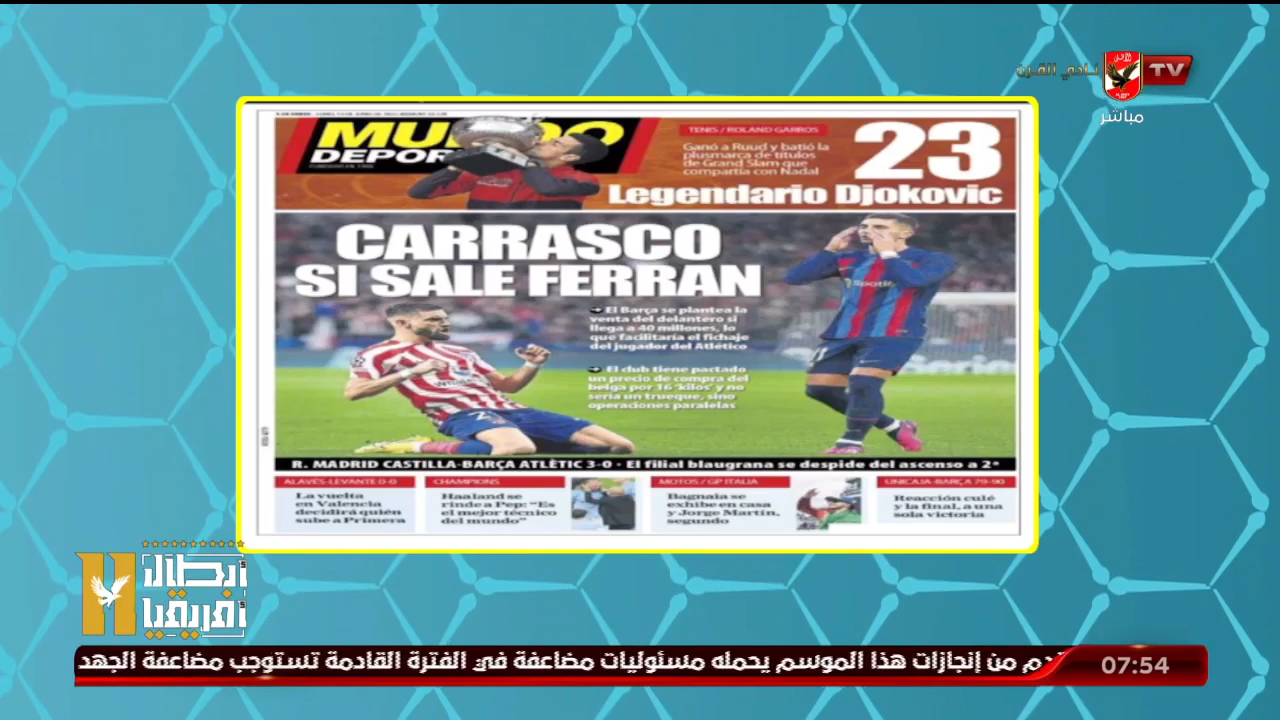 نادي القرن
TV
مباشر
MUNDO
DEPOR
TENIS / ROLAND GARROS
Ganó a Ruud y batió la
plusmarca de títulos
de Grand Slam que
compartía con Nadal
23
Legendario Djokovic
CARRASCO
SI SALE FERRAN
El Barça se plantea la
venta del delantero si
llega a 40 millones, lo
que facilitaría el fichaje
del jugador del Atlético
El club tiene pactado
un precio de compra del
belga por 16 'kilos' y no
sería un trueque, sino
operaciones paralelas
Spotify
R. MADRID CASTILLA-BARÇA ATLÈTIC 3-0 · El filial blaugrana se despide del ascenso a 2ª
ALAVÉS-LEVANTE 0-0
La vuelta
en Valencia
decidirá quién
sube a Primera
CHAMPIONS
Haaland se
rinde a Pep: “Es
el mejor técnico
del mundo”
MOTOS / GP ITALIA
Bagnaia se
exhibe en casa
y Jorge Martín,
segundo
UNICAJA-BARÇA 79-90
Reacción culé
y la final, a una
sola victoria
11
أبطال
أفريقيا
من إنجازات هذا الموسم يحمله مسئوليات مضاعفة في الفترة القادمة تستوجب مضاعفة الجهد
07:54